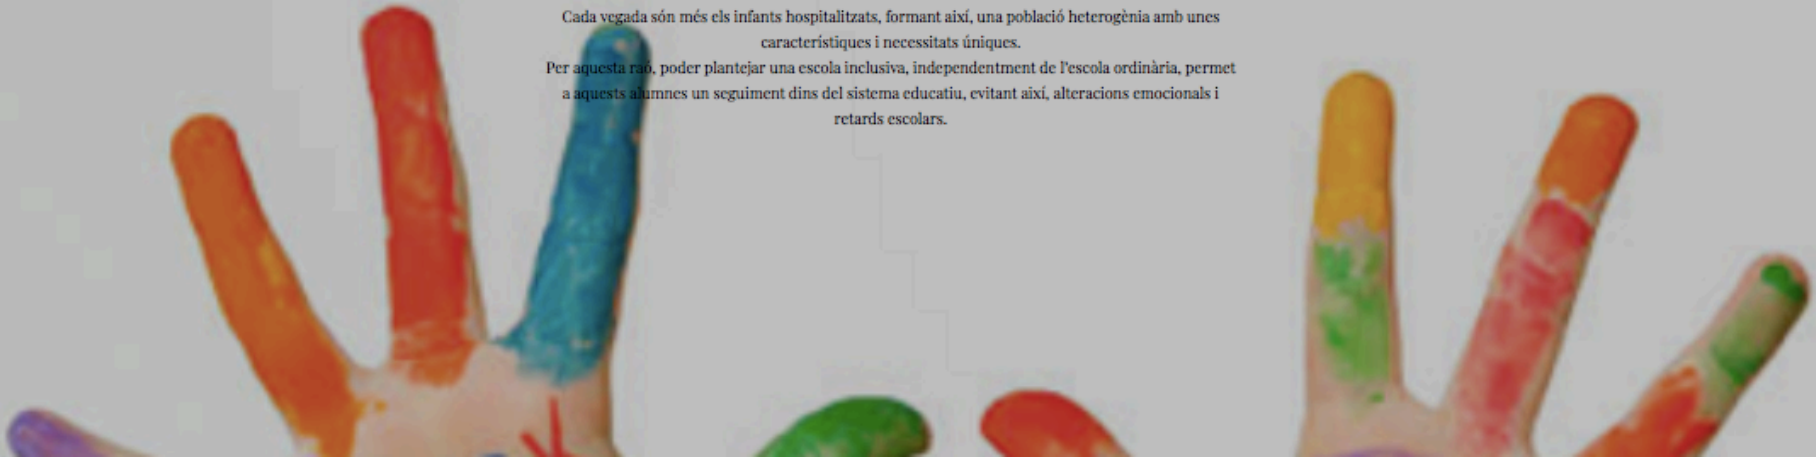 Cada vegada són més els infants hospitalitzats, formant així, una població heterogènia amb unes
característiques i necessitats úniques.
Per aquesta raó, poder plantejar una escola inclusiva, independentment de l'escola ordinària, permet
a aquests alumnes un seguiment dins del sistema educatiu, evitant així, alteracions emocionals i
retards escolars.